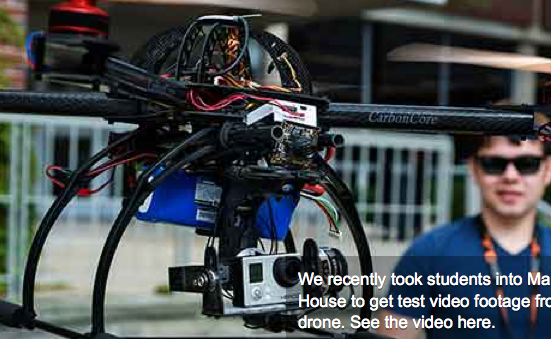 CarbonCore
HERO
We recently took students into Ma
House to get test video footage fro
drone. See the video here.